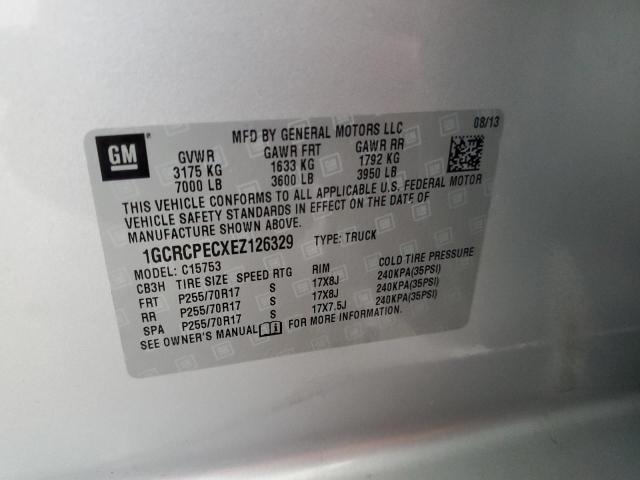 GM
MFD BY GENERAL MOTORS LLC
08/13
GVWR GAWR FRT GAWR RR
3175 KG 1633 KG 1792 KG
7000 LB 3600 LB 3950 LB
THIS VEHICLE CONFORMS TO ALL APPLICABLE U.S. FEDERAL MOTOR
VEHICLE SAFETY STANDARDS IN EFFECT ON THE DATE OF
MANUFACTURE SHOWN ABOVE.
1GCRCPECXEZ126329 TYPE: TRUCK
MODEL: C15753
CB3H TIRE SIZE SPEED RTG RIM COLD TIRE PRESSURE
FRT P255/70R17 S 17X8J 240KPA(35PSI)
RR P255/70R17 S 17X8J 240KPA(35PSI)
SPA P255/70R17 S 17X7.5J 240KPA(35PSI)
SEE OWNER'S MANUAL FOR MORE INFORMATION.